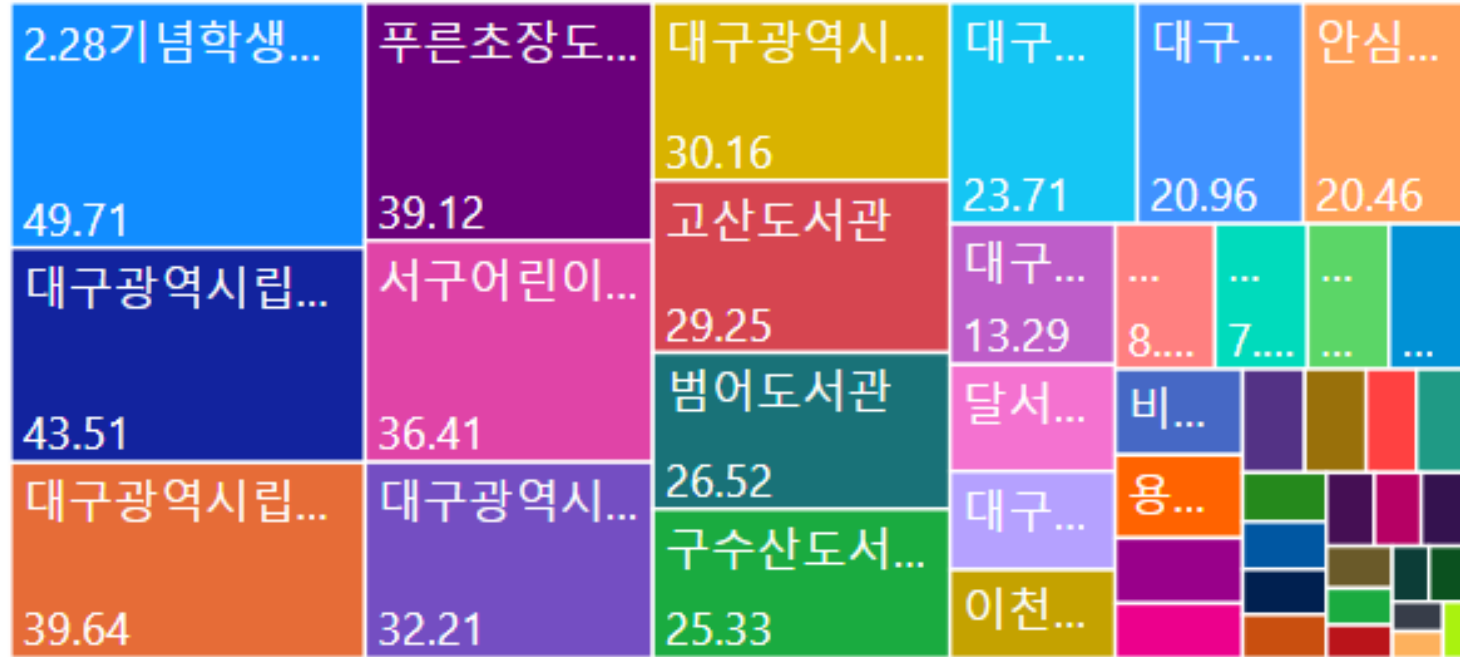 2.28기념학생...
49.71
대구광역시립...
43.51
대구광역시립...
39.64
푸른초장도...
39.12
서구어린이...
36.41
대구광역시...
32.21
대구광역시...
30.16
고산도서관
29.25
범어도서관
26.52
구수산도서...
25.33
대구...
23.71
대구...
20.96
안심...
20.46
대구...
13.29
달서...
대구...
이천...
...
8....
...
7....
...
...
...
비...
용...